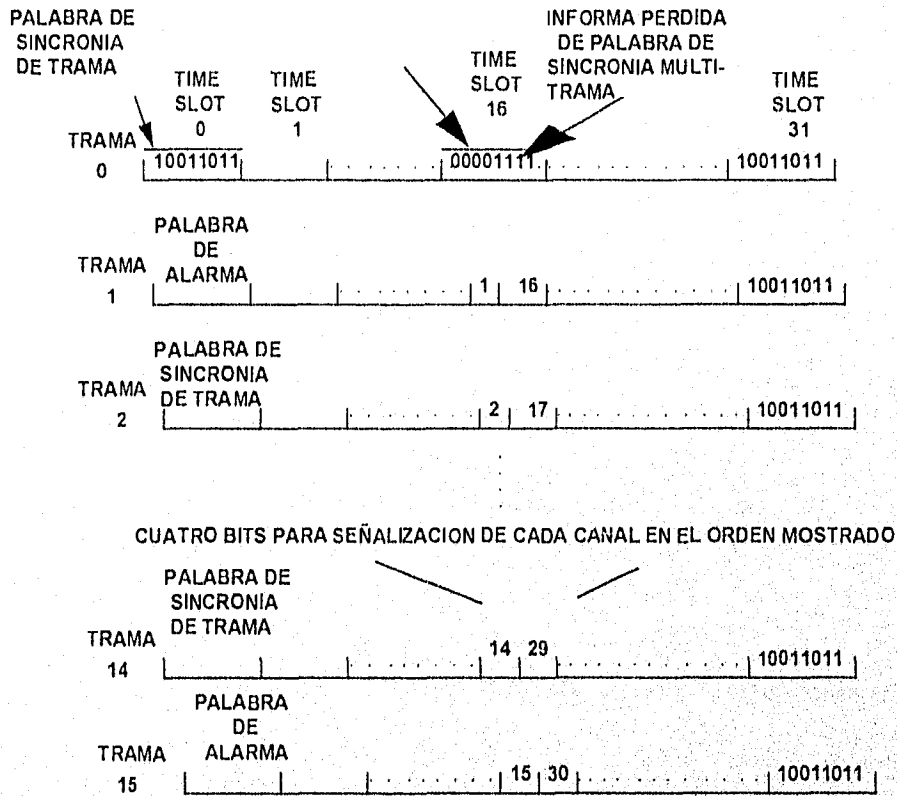 PALABRA DE
SINCRONIA
DE TRAMA
INFORMA PERDIDA
DE PALABRA DE
SINCRONIA MULTI-
TRAMA
TIME
SLOT
0
TIME
SLOT
1
TIME
SLOT
16
TIME
SLOT
31
TRAMA
0
10011011 . . . . . . . . 00001111 . . . . . . . . . . 10011011
PALABRA
DE
ALARMA
TRAMA
1
. . . . . . . . . 1 16 . . . . . . . . . . 10011011
PALABRA DE
SINCRONIA
DE TRAMA
TRAMA
2
. . . . . . . . . 2 17 . . . . . . . . . . 10011011
CUATRO BITS PARA SEÑALIZACION DE CADA CANAL EN EL ORDEN MOSTRADO
PALABRA DE
SINCRONIA
DE TRAMA
TRAMA
14
. . . . . . . . . 14 29 . . . . . . . . . . 10011011
PALABRA
DE
ALARMA
TRAMA
15
. . . . . . . . . 15 30 . . . . . . . . . . 10011011